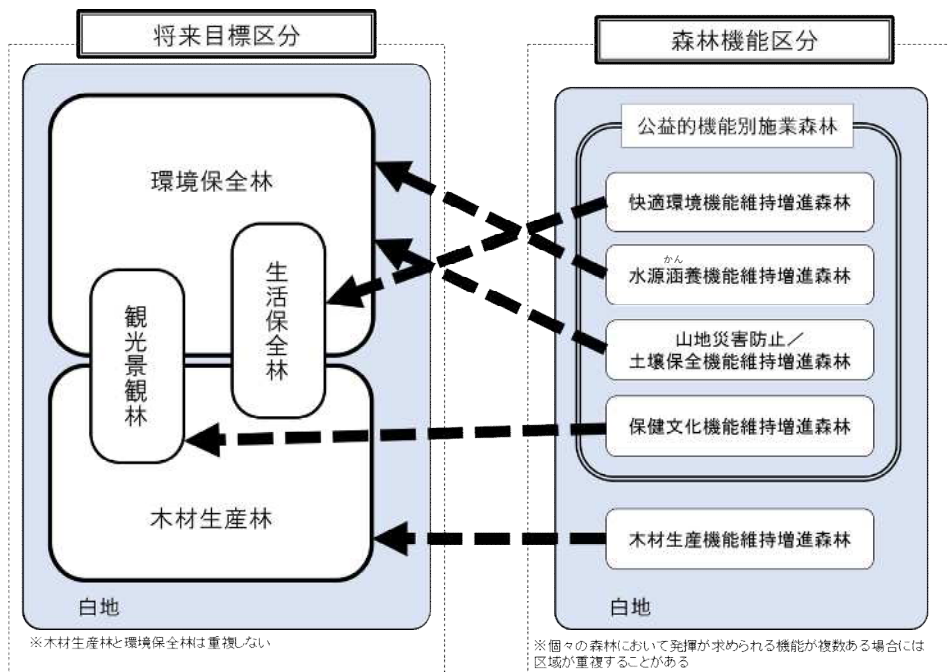 将来目標区分
環境保全林
生活保全林
観光景観林
木材生産林
白地
※木材生産林と環境保全林は重複しない
森林機能区分
公益的機能別施業森林
快適環境機能維持増進森林
かん
水源涵養機能維持増進森林
山地災害防止／
土壌保全機能維持増進森林
保健文化機能維持増進森林
木材生産機能維持増進森林
白地
※個々の森林において発揮が求められる機能が複数ある場合には
区域が重複することがある